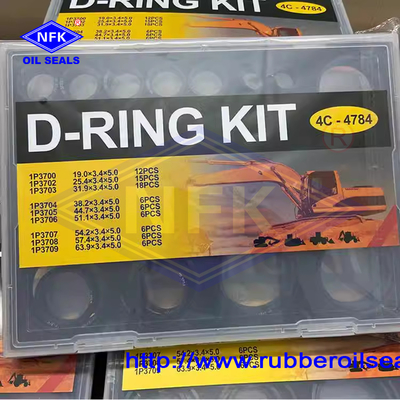 NFK
OIL SEALS
D-RING KIT
4C - 4784
D-RING KIT
4C - 4784
1P3700 19.0×3.4×5.0 12PCS
1P3702 25.4×3.4×5.0 15PCS
1P3703 31.9×3.4×5.0 18PCS
1P3704 38.2×3.4×5.0 6PCS
1P3705 44.7×3.4×5.0 6PCS
1P3706 51.1×3.4×5.0 6PCS
1P3707 54.2×3.4×5.0 6PCS
1P3708 57.4×3.4×5.0 6PCS
1P3709 63.9×3.4×5.0 6PCS
http://www.rubberoilsea